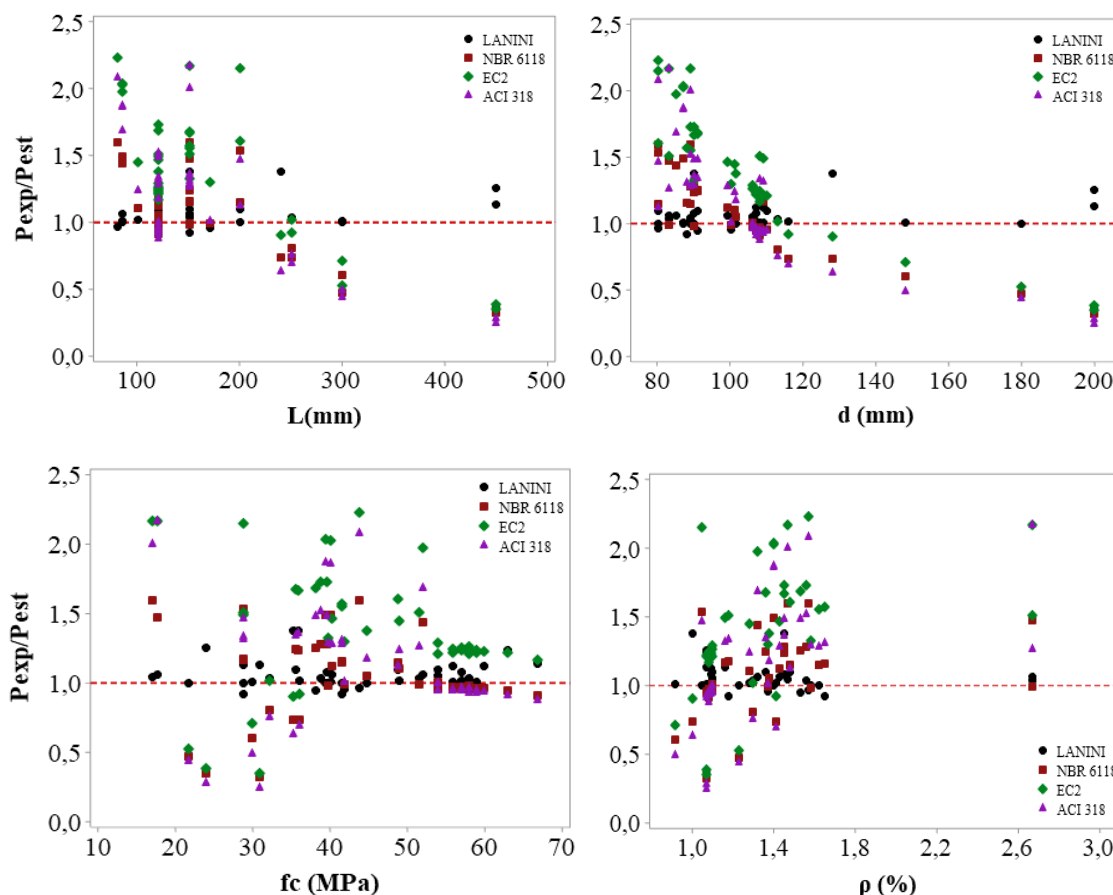 2,5
2,0
1,5
1,0
0,5
0,0
Pexp/Pest
LANINI
NBR 6118
EC2
ACI 318
100 200 300 400 500
L(mm)
2,5
2,0
1,5
1,0
0,5
0,0
LANINI
NBR 6118
EC2
ACI 318
80 100 120 140 160 180 200
d (mm)
2,5
2,0
1,5
1,0
0,5
0,0
Pexp/Pest
LANINI
NBR 6118
EC2
ACI 318
10 20 30 40 50 60 70
fc (MPa)
2,5
2,0
1,5
1,0
0,5
0,0
LANINI
NBR 6118
EC2
ACI 318
1,0 1,4 1,8 2,2 2,6 3,0
ρ (%)